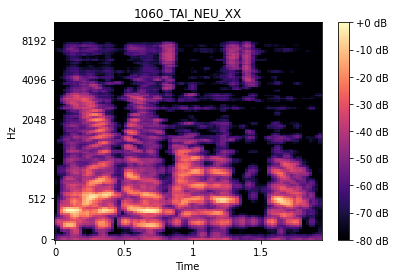 1060_TAI_NEU_XX
+0 dB
8192
-10 dB
4096
-20 dB
-30 dB
2048
Hz
-40 dB
1024
-50 dB
512
-60 dB
-70 dB
0
-80 dB
0
0.5
1
1.5
Time